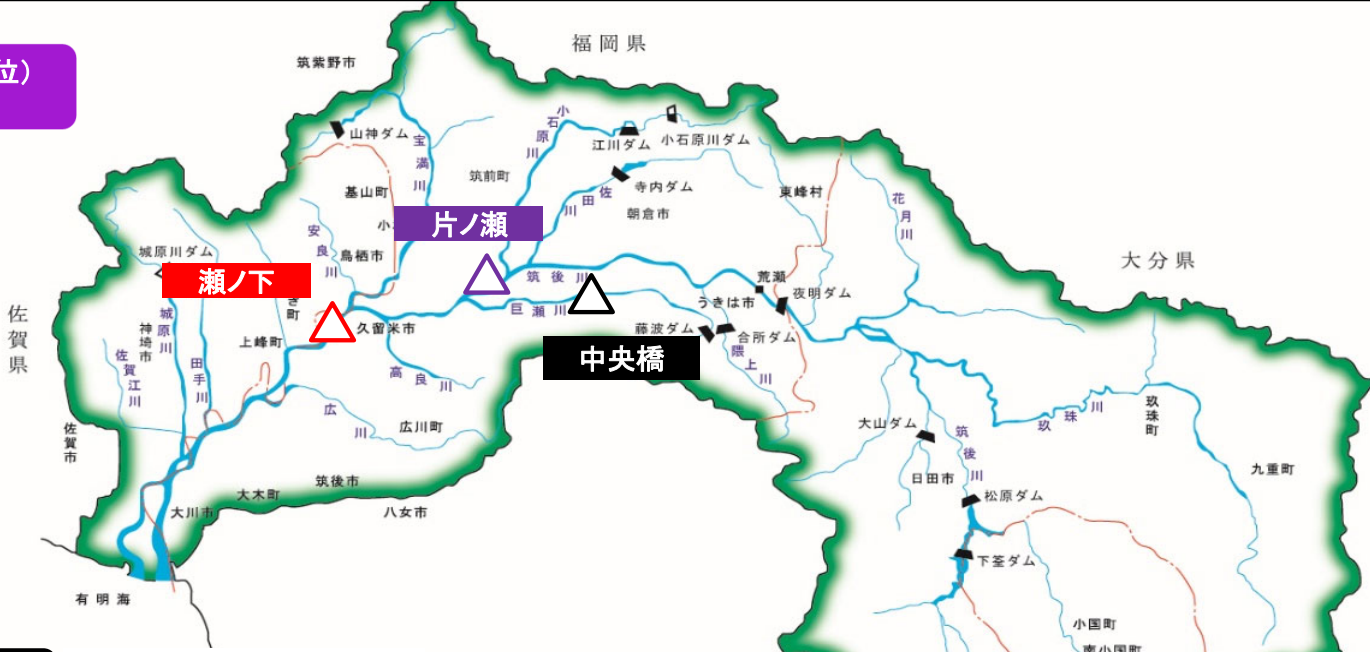 位）
福岡県
筑紫野市
山神ダム
宝満川
小石原川
江川ダム
小石原川ダム
筑前町
寺内ダム
佐田川
朝倉市
東峰村
花月川
基山町
小
片ノ瀬
大分県
安良川
鳥栖市
城原川ダム
瀬ノ下
き町
筑後川
荒瀬
夜明ダム
うきは市
巨瀬川
佐賀県
城原川
神埼市
久留米市
藤波ダム
合所ダム
上峰町
中央橋
隈上川
佐賀江川
田手川
高良川
広川
広川町
玖珠川
玖珠町
大山ダム
筑後川
佐賀市
九重町
日田市
筑後市
大木町
松原ダム
大川市
八女市
下筌ダム
有明海
小国町
南小国町